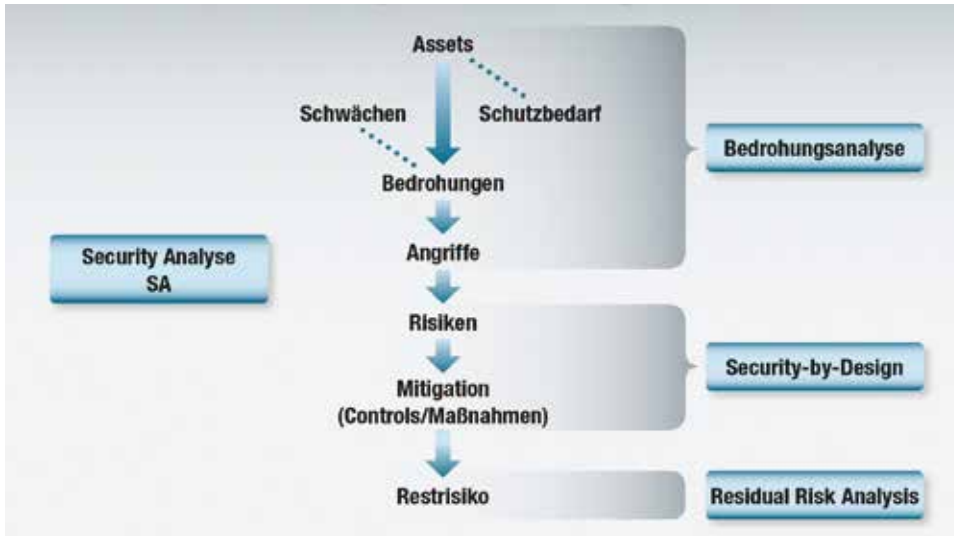 Assets
Schwächen
Schutzbedarf
Bedrohungsanalyse
Bedrohungen
Security Analyse
SA
Angriffe
Risiken
Security-by-Design
Mitigation
(Controls/Maßnahmen)
Restrisiko
Residual Risk Analysis